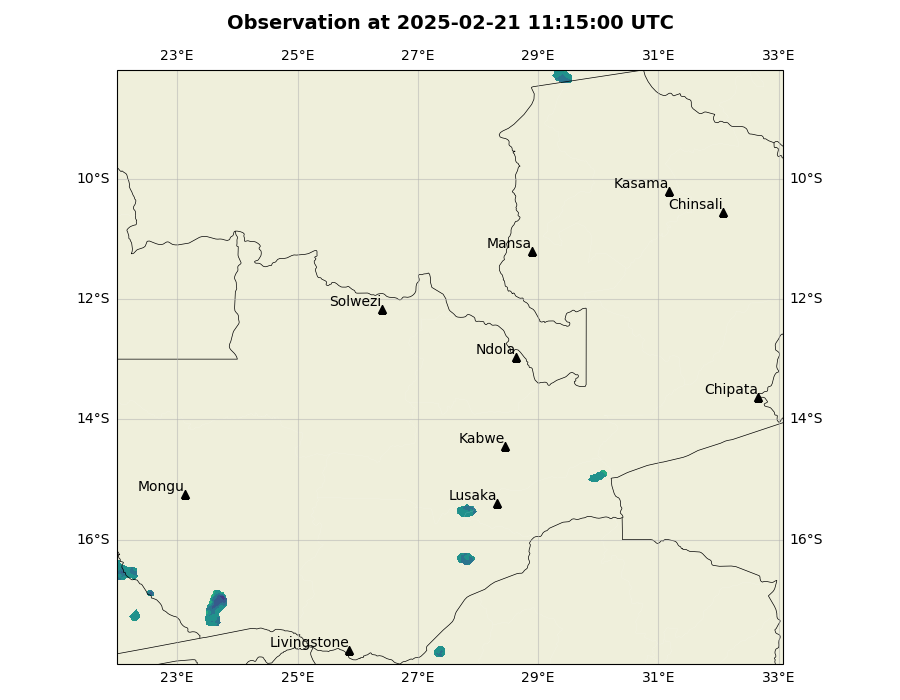 Observation at 2025-02-21 11:15:00 UTC
23°E 25°E 27°E 29°E 31°E 33°E
10°S 10°S
Kasama
Chinsali
Mansa
12°S 12°S
Solwezi
Ndola
Chipata
14°S 14°S
Kabwe
Mongu
Lusaka
16°S 16°S
Livingstone
23°E 25°E 27°E 29°E 31°E 33°E